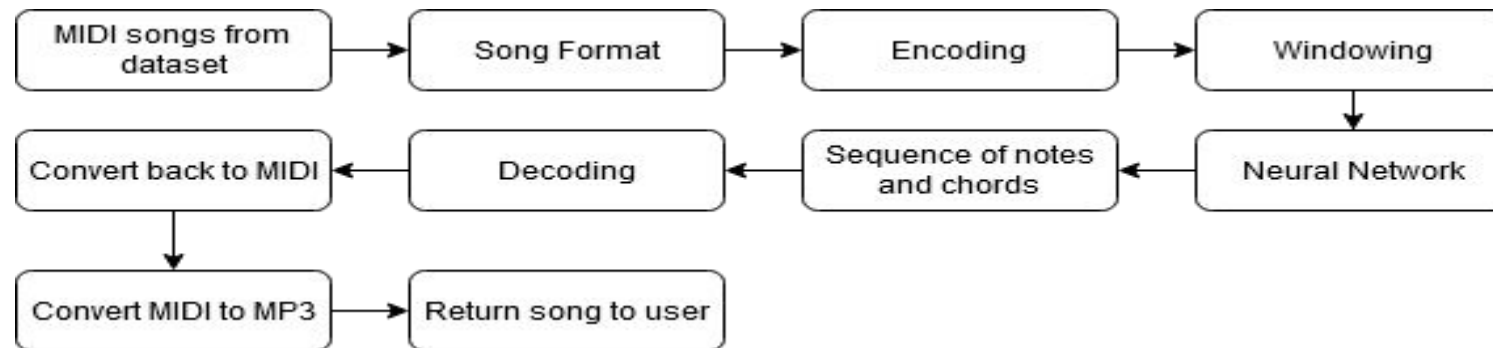 MIDI songs from
dataset
Song Format
Encoding
Windowing
Neural Network
Sequence of notes
and chords
Decoding
Convert back to MIDI
Convert MIDI to MP3
Return song to user